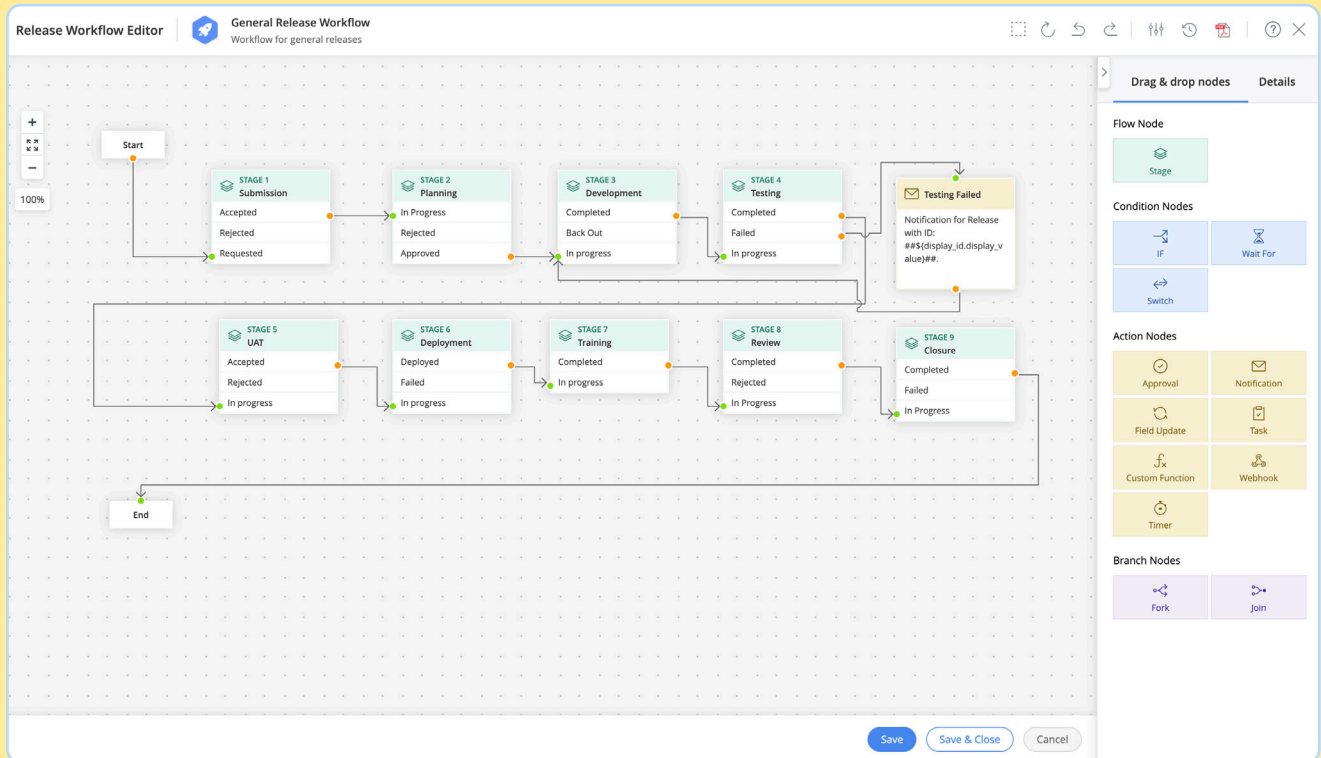 Release Workflow Editor
General Release Workflow
Workflow for general releases
Drag & drop nodes
Details
100%
Start
STAGE 1
Submission
Accepted
Rejected
Requested
STAGE 2
Planning
In Progress
Rejected
Approved
STAGE 3
Development
Completed
Back Out
In progress
STAGE 4
Testing
Completed
Failed
In progress
Testing Failed
Notification for Release
with ID:
##${display_id.display_v
alue}##.
STAGE 5
UAT
Accepted
Rejected
In progress
STAGE 6
Deployment
Deployed
Failed
In progress
STAGE 7
Training
Completed
In progress
STAGE 8
Review
Completed
Rejected
In Progress
STAGE 9
Closure
Completed
Failed
In Progress
End
Flow Node
Stage
Condition Nodes
IF
Wait For
Switch
Action Nodes
Approval
Notification
Field Update
Task
Custom Function
Webhook
Timer
Branch Nodes
Fork
Join
Save
Save & Close
Cancel